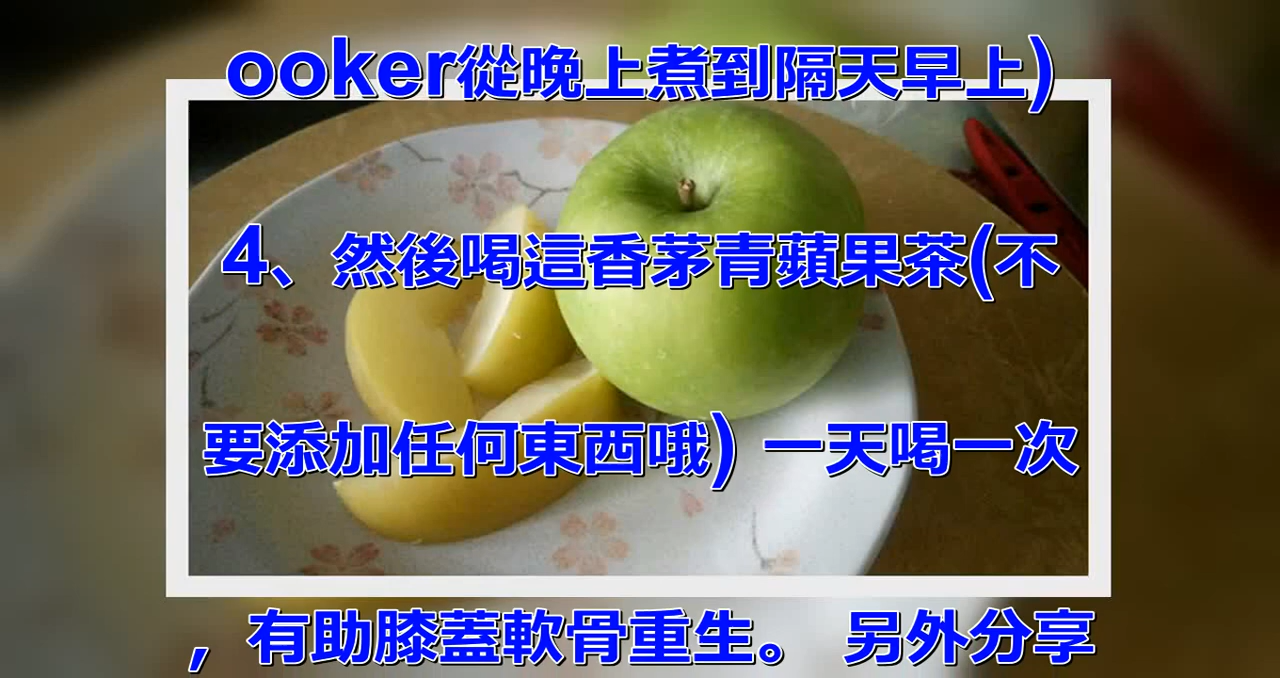 ooker從晚上煮到隔天早上)
4、然後喝這香茅青蘋果茶(不
要添加任何東西哦) 一天喝一次
，有助膝蓋軟骨重生。 另外分享